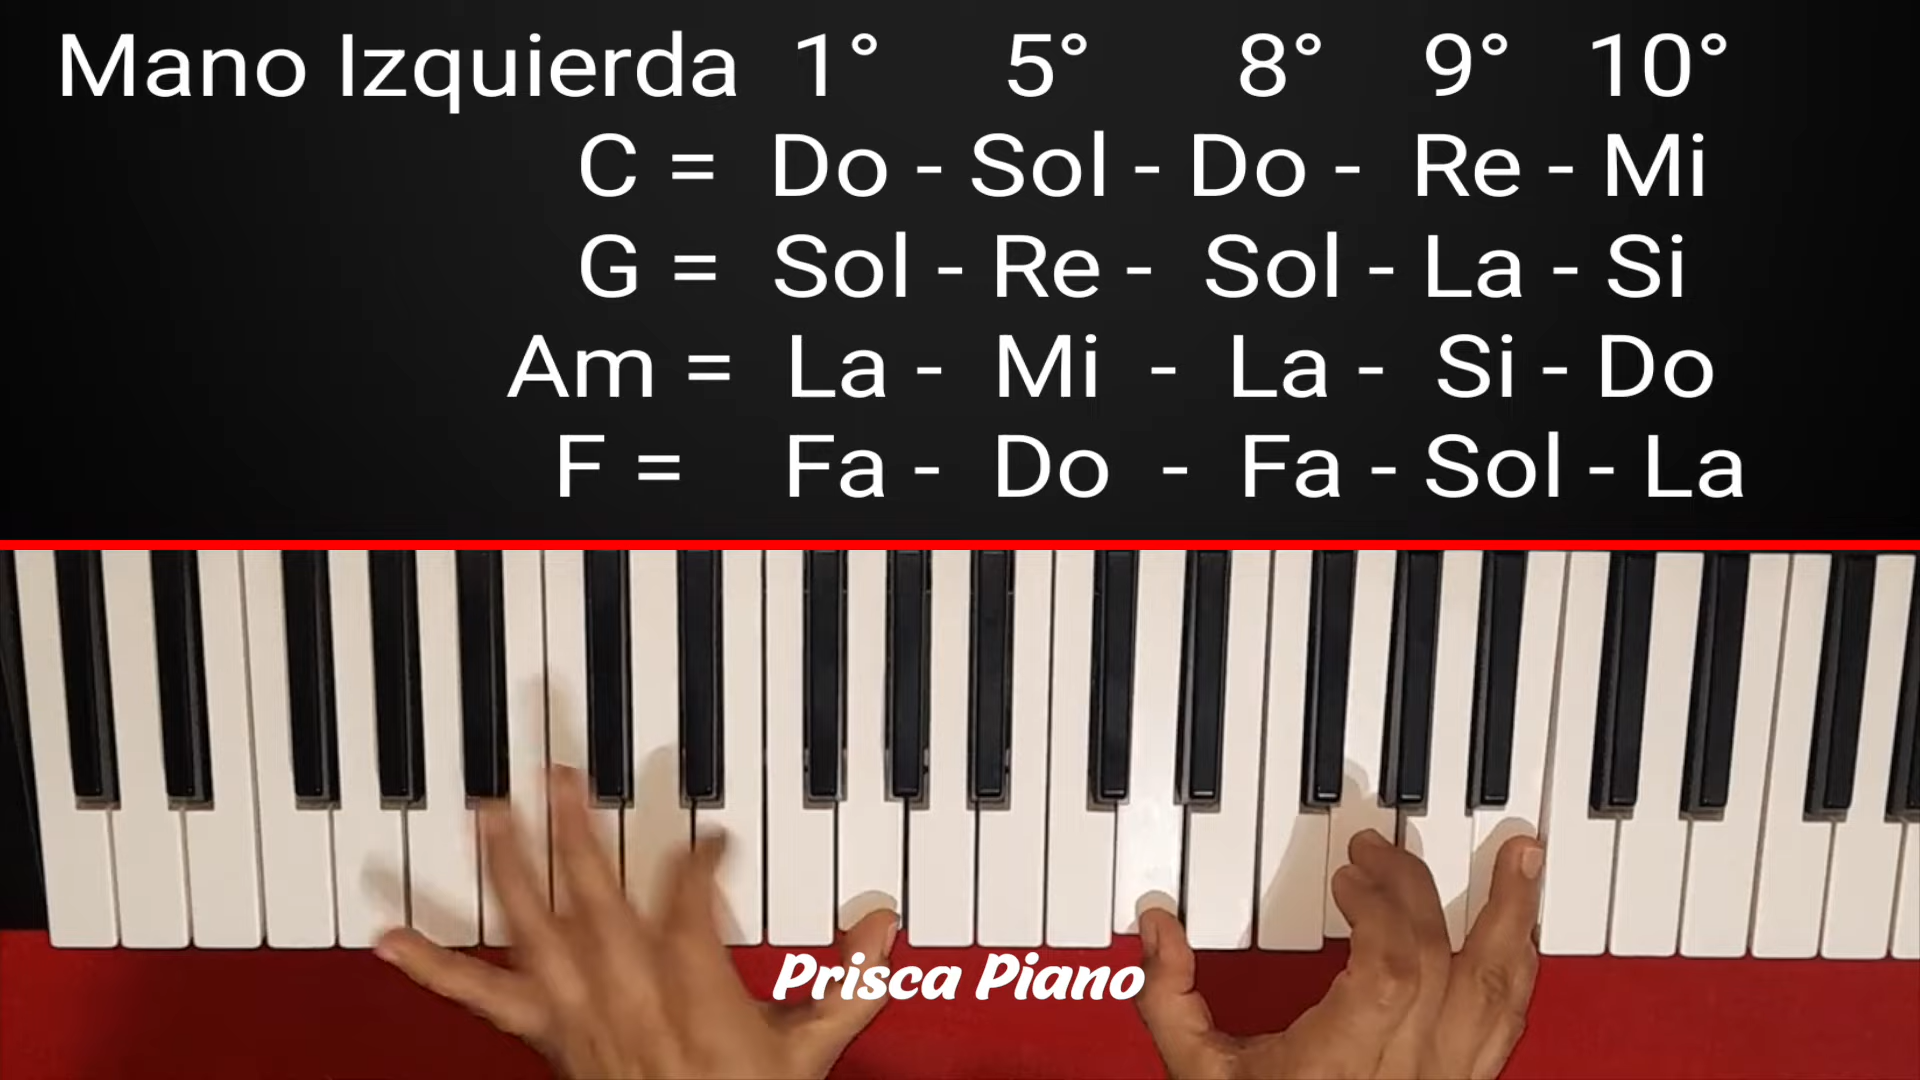 Mano Izquierda 1° 5° 8° 9° 10°
C = Do - Sol - Do - Re - Mi
G = Sol - Re - Sol - La - Si
Am = La - Mi - La - Si - Do
F = Fa - Do - Fa - Sol - La
Prisca Piano